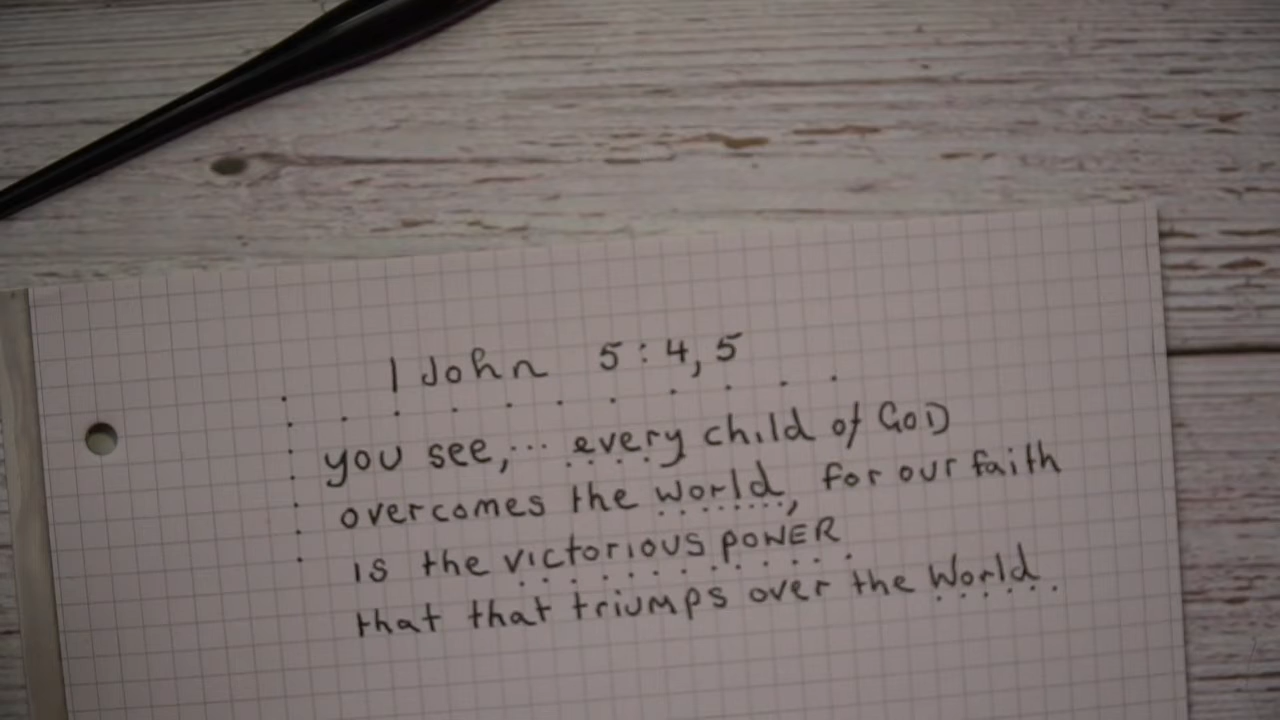 1 John 5:4,5
you see,... every child of GOD
overcomes the world, for our faith
is the victorious poWER
that that triumps over the World